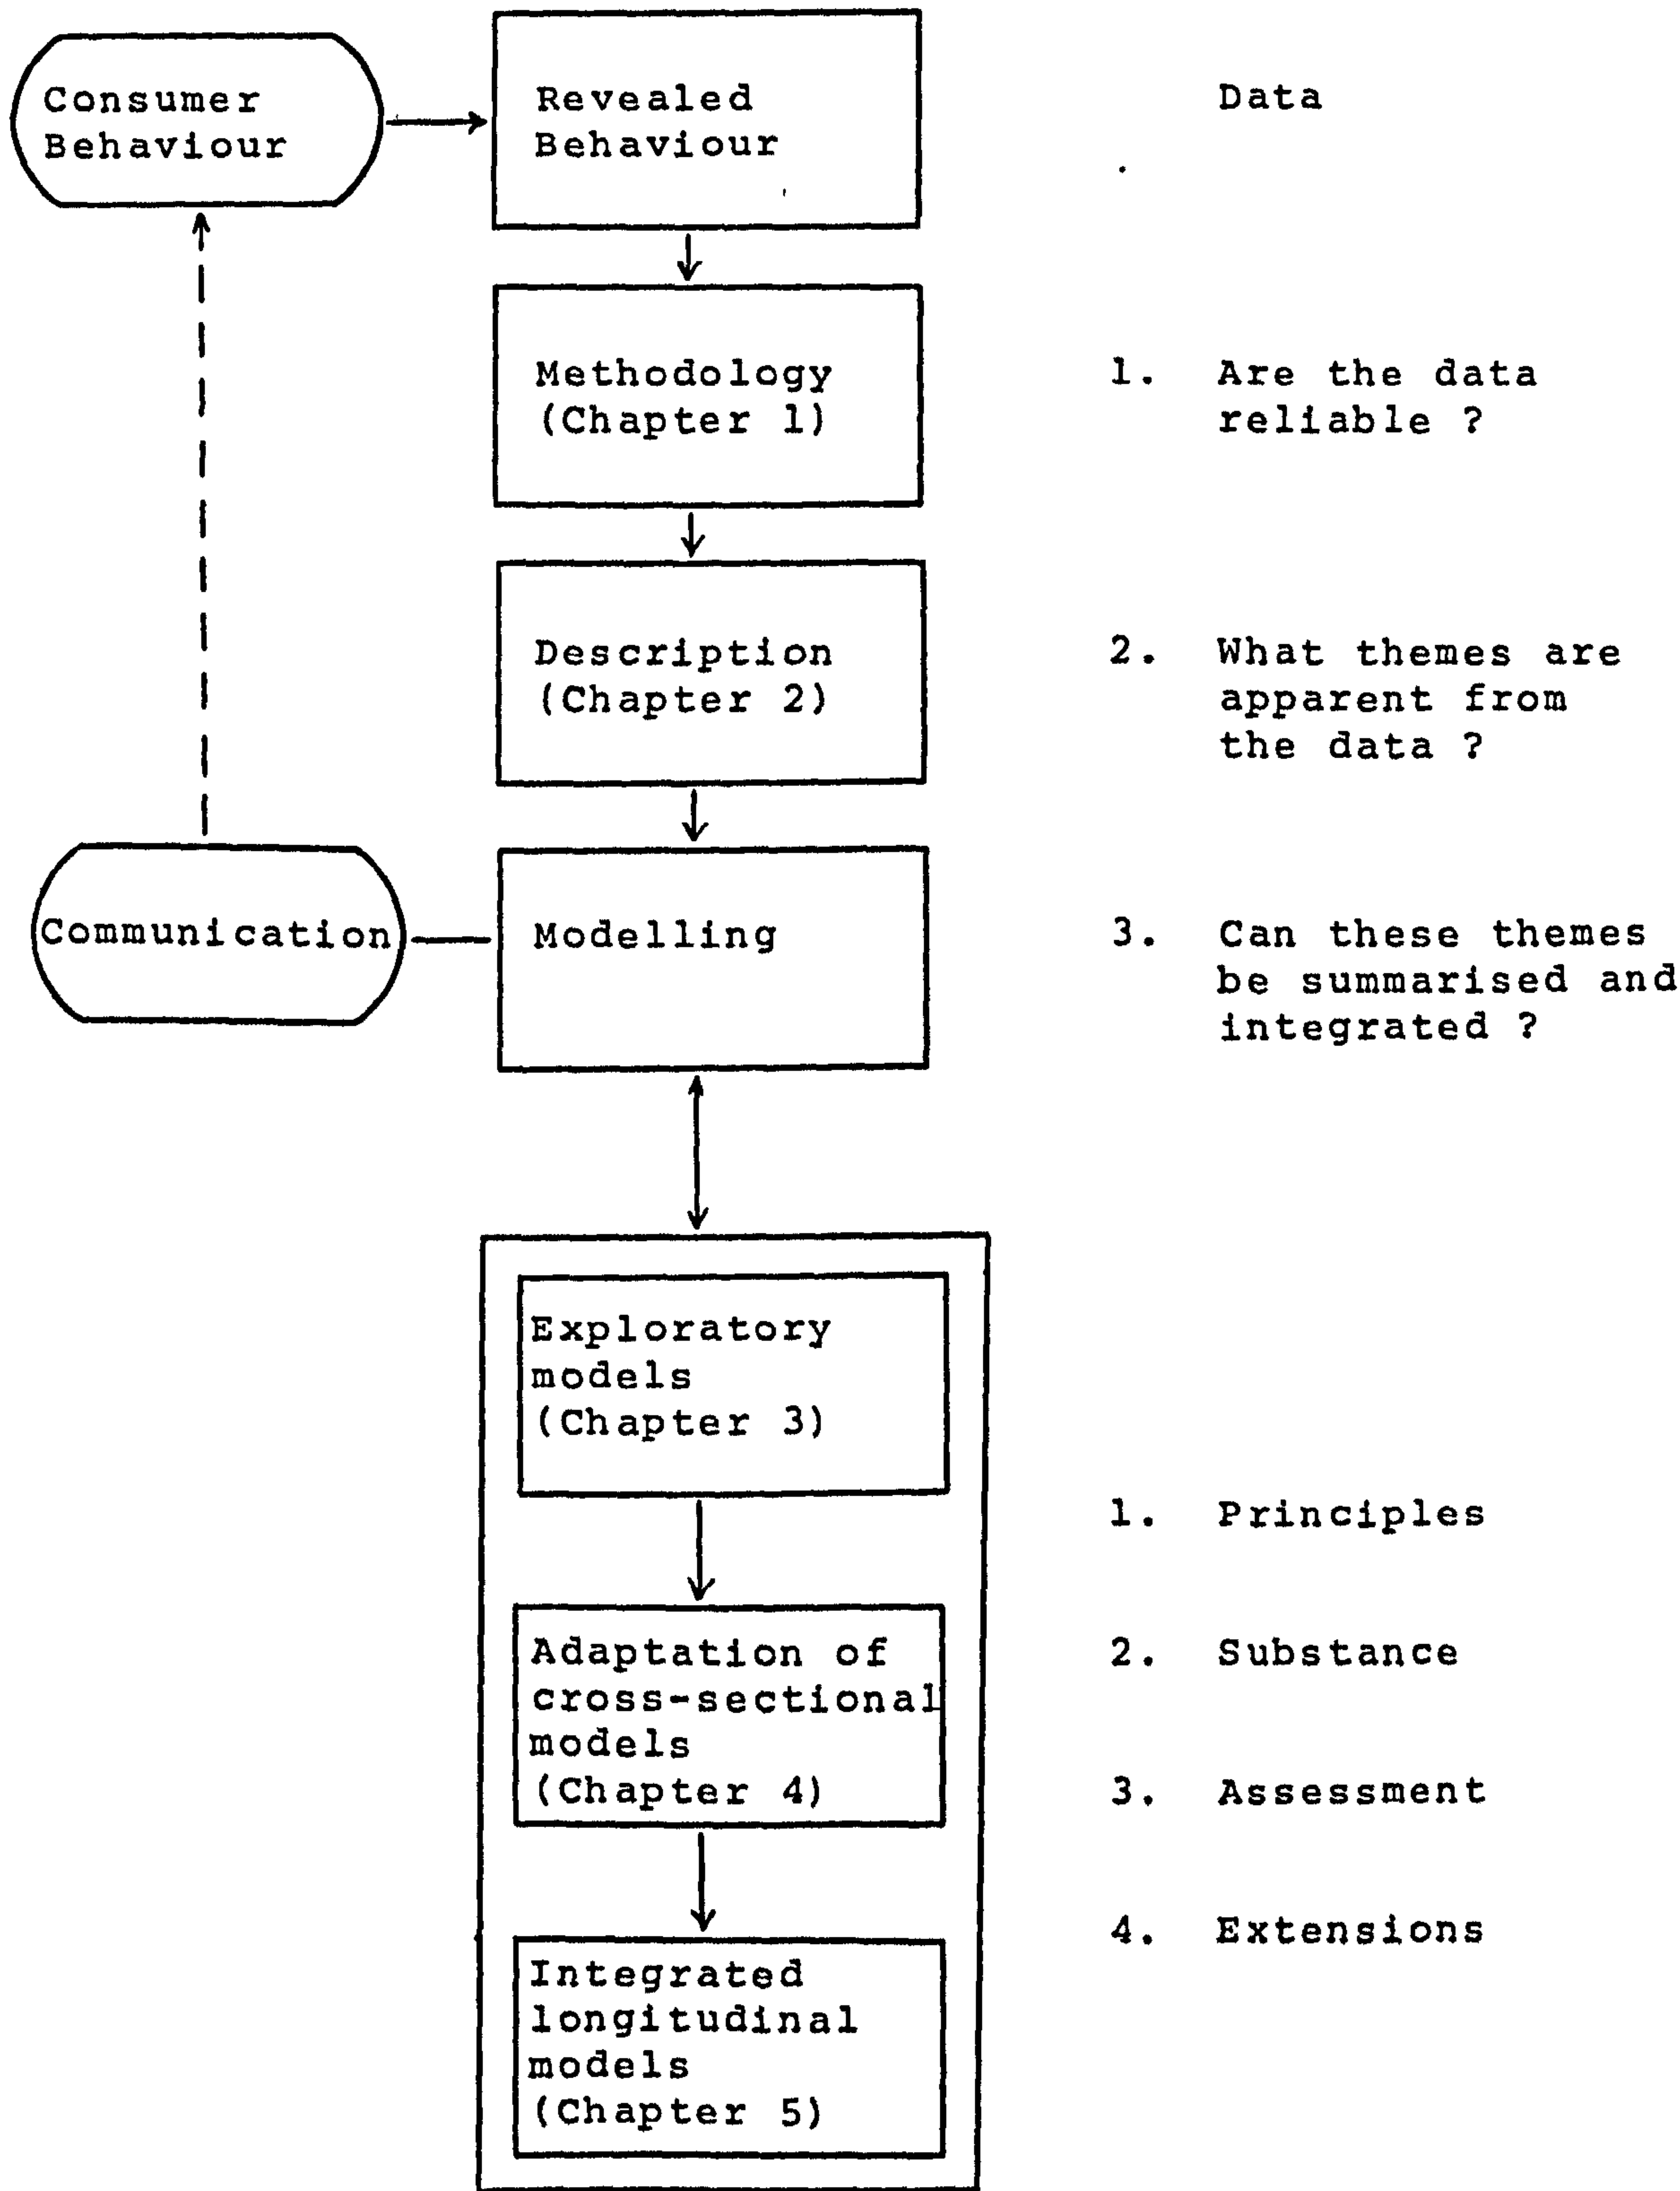 Consumer
Behaviour
Revealed
Behaviour
Data
Methodology
(Chapter 1)
1. Are the data
reliable ?
Description
(Chapter 2)
2. What themes are
apparent from
the data ?
Communication
Modelling
3. Can these themes
be summarised and
integrated ?
Exploratory
models
(Chapter 3)
1. Principles
Adaptation of
cross-sectional
models
(Chapter 4)
2. Substance
3. Assessment
4. Extensions
Integrated
longitudinal
models
(Chapter 5)